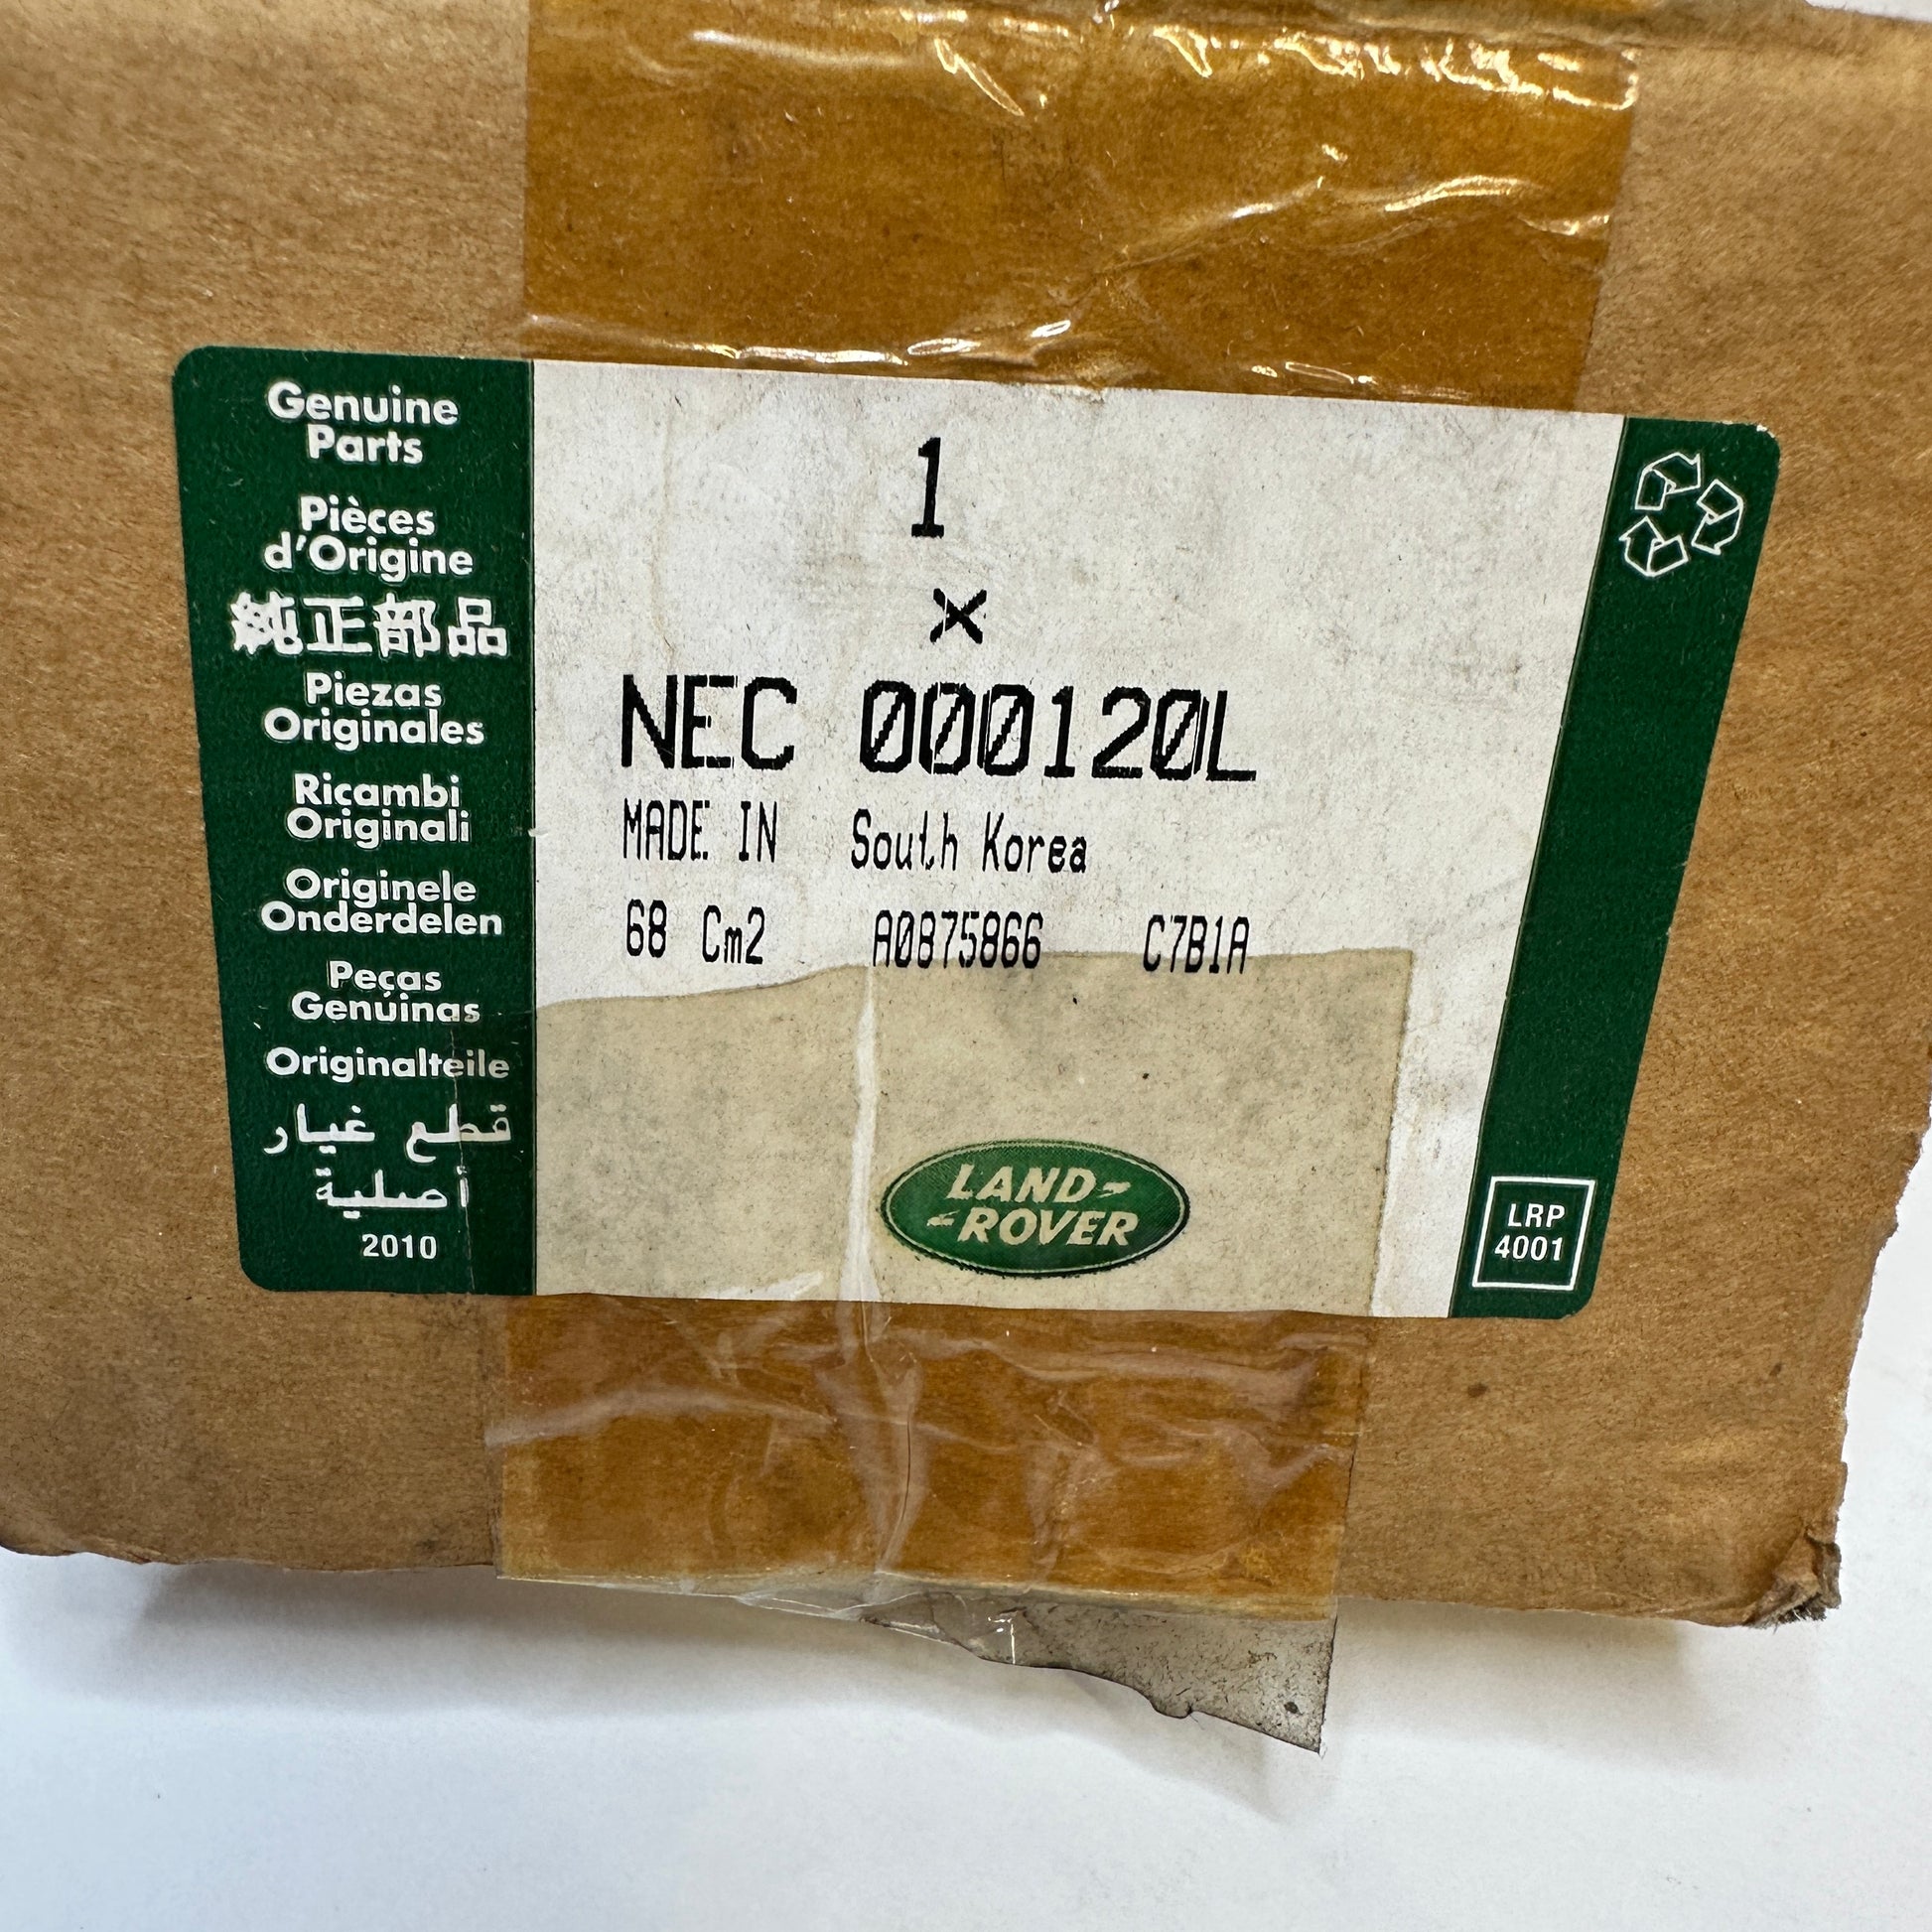 Genuine
Parts
Pièces
d'Origine
純正部品
Piezas
Originales
Ricambi
Originali
Originele
Onderdelen
Peças
Genúinas
Originalteile
قطع غيار
أصلية
2010
1
x
NEC 000120L
MADE IN South Korea
68 Cm2 A0875866 C7B1A
LAND-
-ROVER
LRP
4001